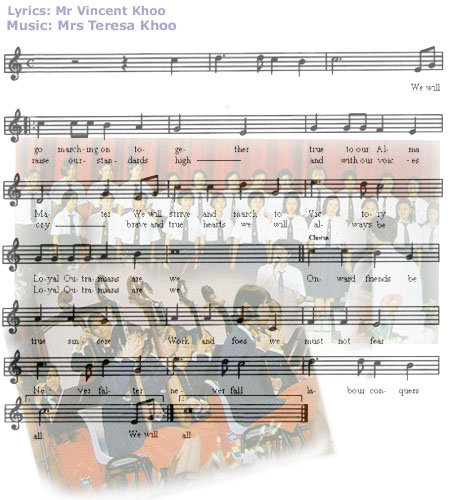 Lyrics: Mr Vincent Khoo
Music: Mrs Teresa Khoo
We will
go march-ing on to- ge- ther true to our Al- ma
raise our- stan- dards high and with our voic- es
Ma- ter We will strive and march to Vic to- ry
brave and true hearts we will al- ways be
Chorus
Lo-yal Ou-tra-mians are we On- ward friends be
Lo-yal Ou-tra-mians are we
true sin cere Work and foes we must not fear
Ne- ver fal- ter ne- ver fall la- bour con- quers
all We will all